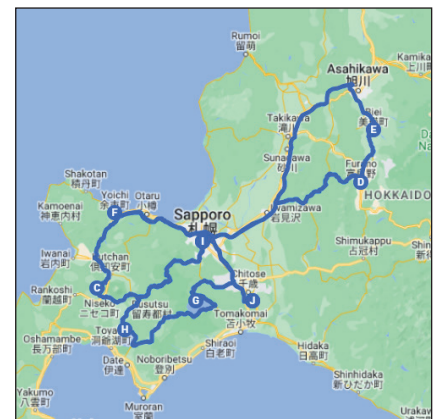 Rumoi
留萌
Asahikawa
旭川
Kamika
上川町
Takikawa
滝川
Biei
美瑛町
E
Sunagawa
砂川
Furano
富良野
D
HOKKAIDO
Shakotan
積丹町
Kamoenai
神恵内村
Yoichi
余市町
F
Otaru
小樽
Sapporo
札幌
I
Iwamizawa
岩見沢
Shimukappu
占冠村
Iwanai
岩内町
Kutchan
倶知安町
Chitose
千歳
Rankoshi
蘭越町
C
Niseko
ニセコ町
Rusutsu
留寿都村
G
J
Oshamambe
長万部町
H
Toya
洞爺湖町
Tomakomai
苫小牧
Date
伊達
Noboribetsu
登別
Shiraoi
白老町
Hidaka
日高町
Yakumo
八雲町
Muroran
室蘭
Shinhidaka
新ひだか町
Urakaw